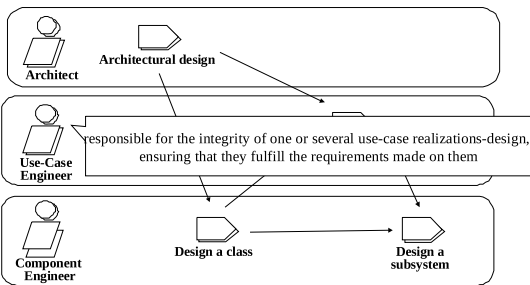 Architectural design
Architect
responsible for the integrity of one or several use-case realizations-design,
ensuring that they fulfill the requirements made on them
Use-Case
Engineer
Design a class
Design a
subsystem
Component
Engineer